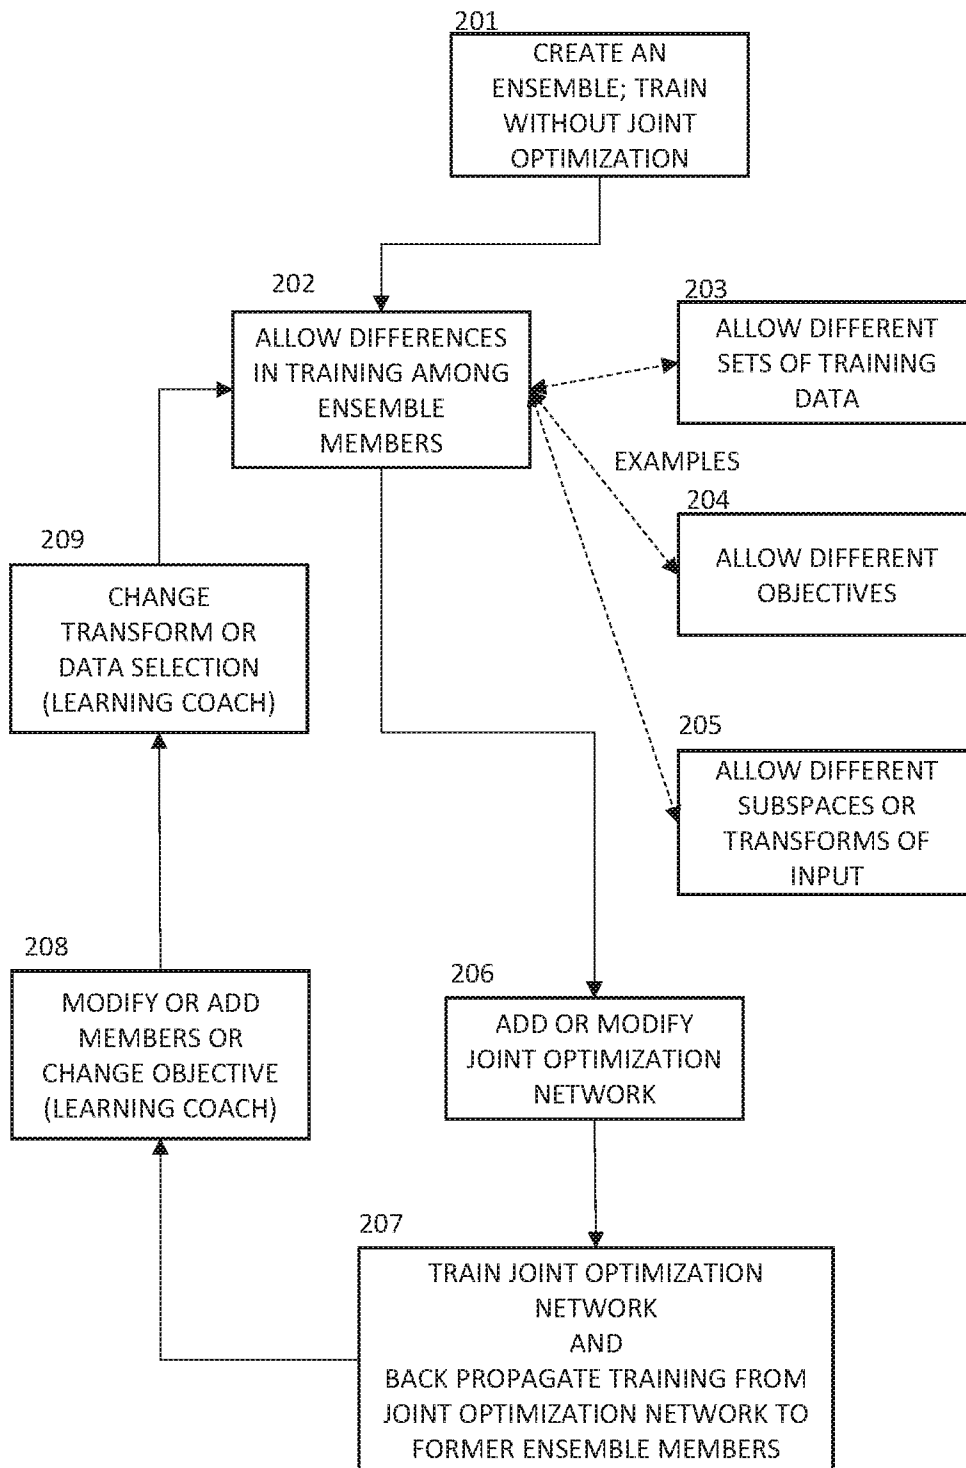 201
CREATE AN
ENSEMBLE; TRAIN
WITHOUT JOINT
OPTIMIZATION
202
ALLOW DIFFERENCES
IN TRAINING AMONG
ENSEMBLE
MEMBERS
203
ALLOW DIFFERENT
SETS OF TRAINING
DATA
EXAMPLES
204
ALLOW DIFFERENT
OBJECTIVES
205
ALLOW DIFFERENT
SUBSPACES OR
TRANSFORMS OF
INPUT
206
ADD OR MODIFY
JOINT OPTIMIZATION
NETWORK
207
TRAIN JOINT OPTIMIZATION
NETWORK
AND
BACK PROPAGATE TRAINING FROM
JOINT OPTIMIZATION NETWORK TO
FORMER ENSEMBLE MEMBERS
208
MODIFY OR ADD
MEMBERS OR
CHANGE OBJECTIVE
(LEARNING COACH)
209
CHANGE
TRANSFORM OR
DATA SELECTION
(LEARNING COACH)